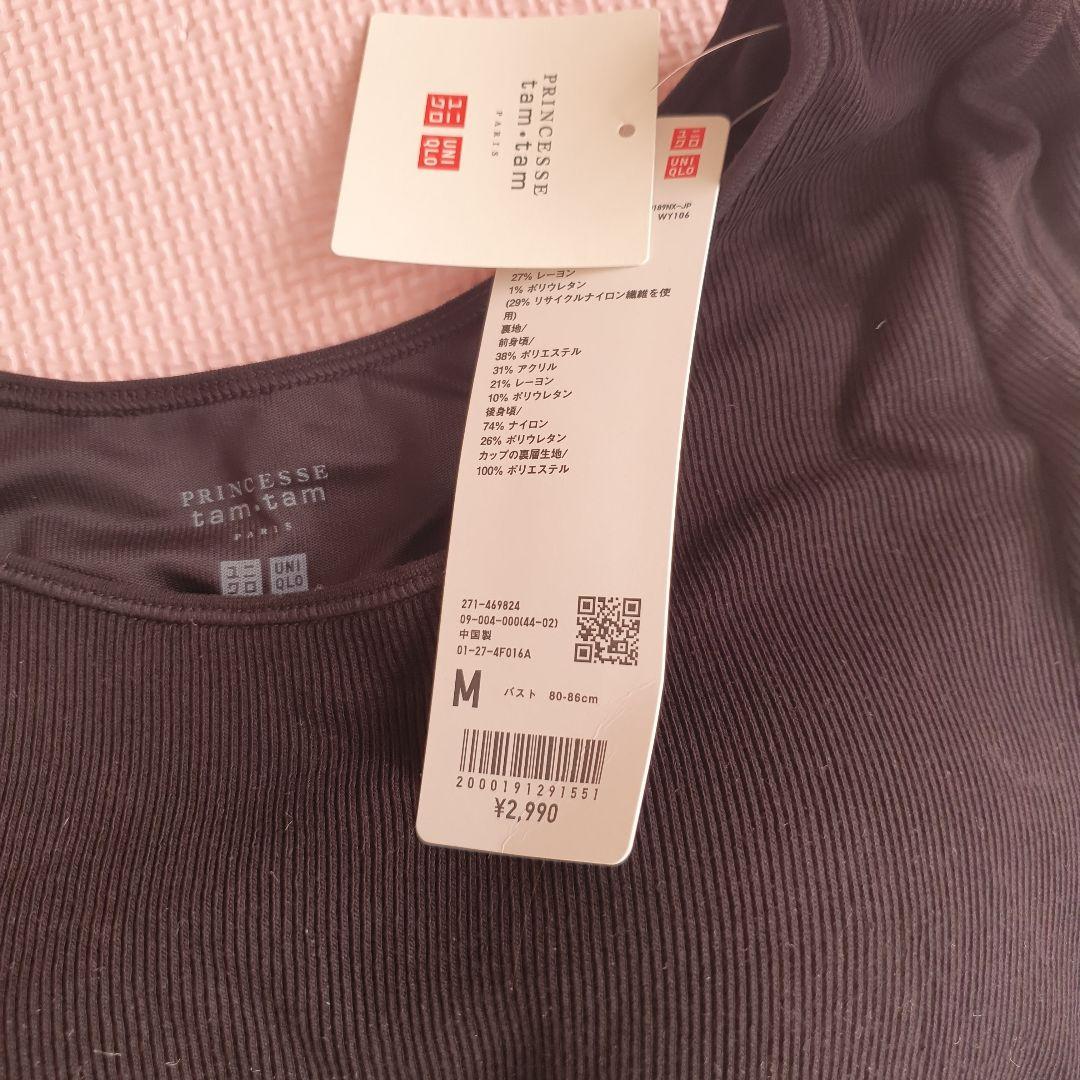 PRINCESSE
tam·tam
PARIS
ユニ
クロ
UNI
QLO
ユニ
クロ
UNI
QLO
189NX-JP
WY106
27% レーヨン
1% ポリウレタン
(29% リサイクルナイロン繊維を使
用)
裏地/
前身頃/
38% ポリエステル
31% アクリル
21% レーヨン
10% ポリウレタン
後身頃/
74% ナイロン
26% ポリウレタン
カップの裏層生地/
100% ポリエステル
271-469824
09-004-000(44-02)
中国製
01-27-4F016A
M バスト 80-86cm
2000191291551
¥2,990
PRINCESSE
tam·tam
PARIS
ユニ
クロ
UNI
QLO